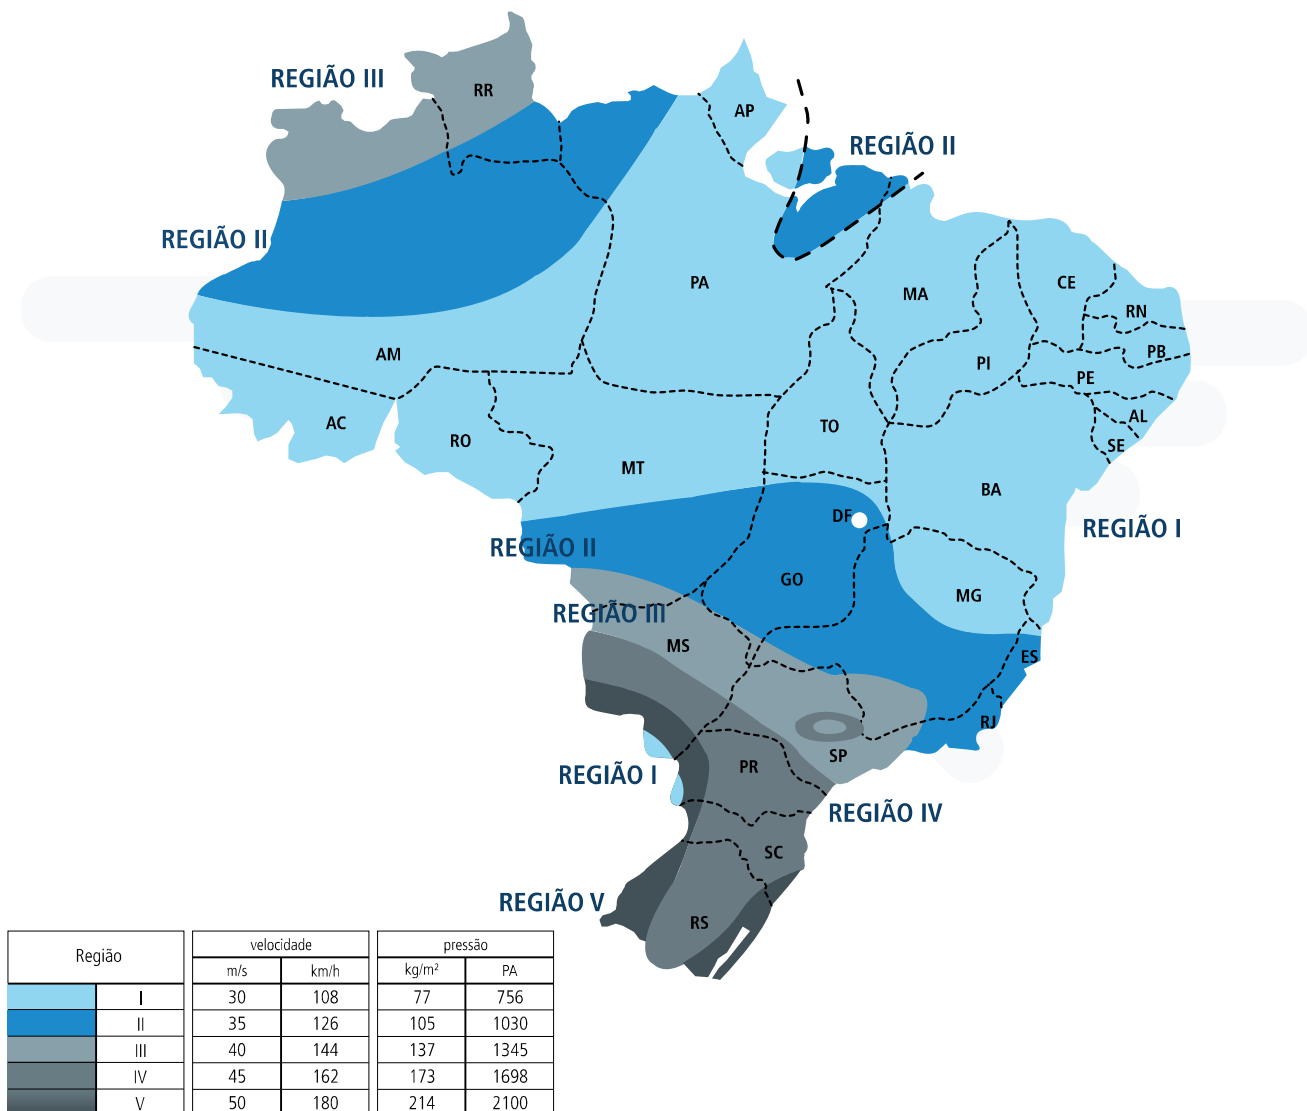 REGIÃO III
RR
AP
REGIÃO II
REGIÃO II
PA
MA
CE
RN
PB
PI
PE
AM
AL
AC
TO
SE
RO
MT
BA
DF
REGIÃO I
REGIÃO II
GO
MG
REGIÃO III
MS
ES
RJ
SP
PR
REGIÃO I
REGIÃO IV
SC
REGIÃO V
RS
Região velocidade pressão
m/s km/h kg/m² PA
I 30 108 77 756
II 35 126 105 1030
III 40 144 137 1345
IV 45 162 173 1698
V 50 180 214 2100